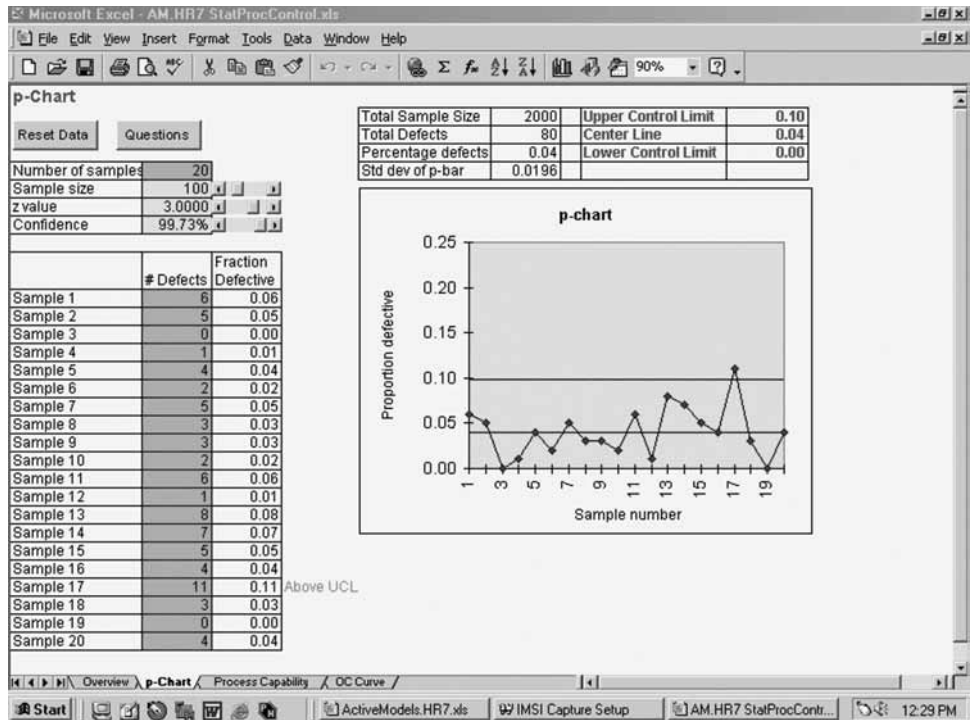 Microsoft Excel - AM.HR7 StatProcControl.xls
File Edit View Insert Format Tools Data Window Help
90%
p-Chart
Reset Data Questions
Number of samples 20
Sample size 100
z value 3.0000
Confidence 99.73%
Total Sample Size 2000 Upper Control Limit 0.10
Total Defects 80 Center Line 0.04
Percentage defects 0.04 Lower Control Limit 0.00
Std dev of p-bar 0.0196
# Defects Fraction Defective
Sample 1 6 0.06
Sample 2 5 0.05
Sample 3 0 0.00
Sample 4 1 0.01
Sample 5 4 0.04
Sample 6 2 0.02
Sample 7 5 0.05
Sample 8 3 0.03
Sample 9 3 0.03
Sample 10 2 0.02
Sample 11 6 0.06
Sample 12 1 0.01
Sample 13 8 0.08
Sample 14 7 0.07
Sample 15 5 0.05
Sample 16 4 0.04
Sample 17 11 0.11 Above UCL
Sample 18 3 0.03
Sample 19 0 0.00
Sample 20 4 0.04
p-chart
Proportion defective
0.25
0.20
0.15
0.10
0.05
0.00
1 3 5 7 9 11 13 15 17 19
Sample number
Overview p-Chart Process Capability OC Curve
Start ActiveModels.HR7.xls IMSI Capture Setup AM.HR7 StatProcContr... 12:29 PM